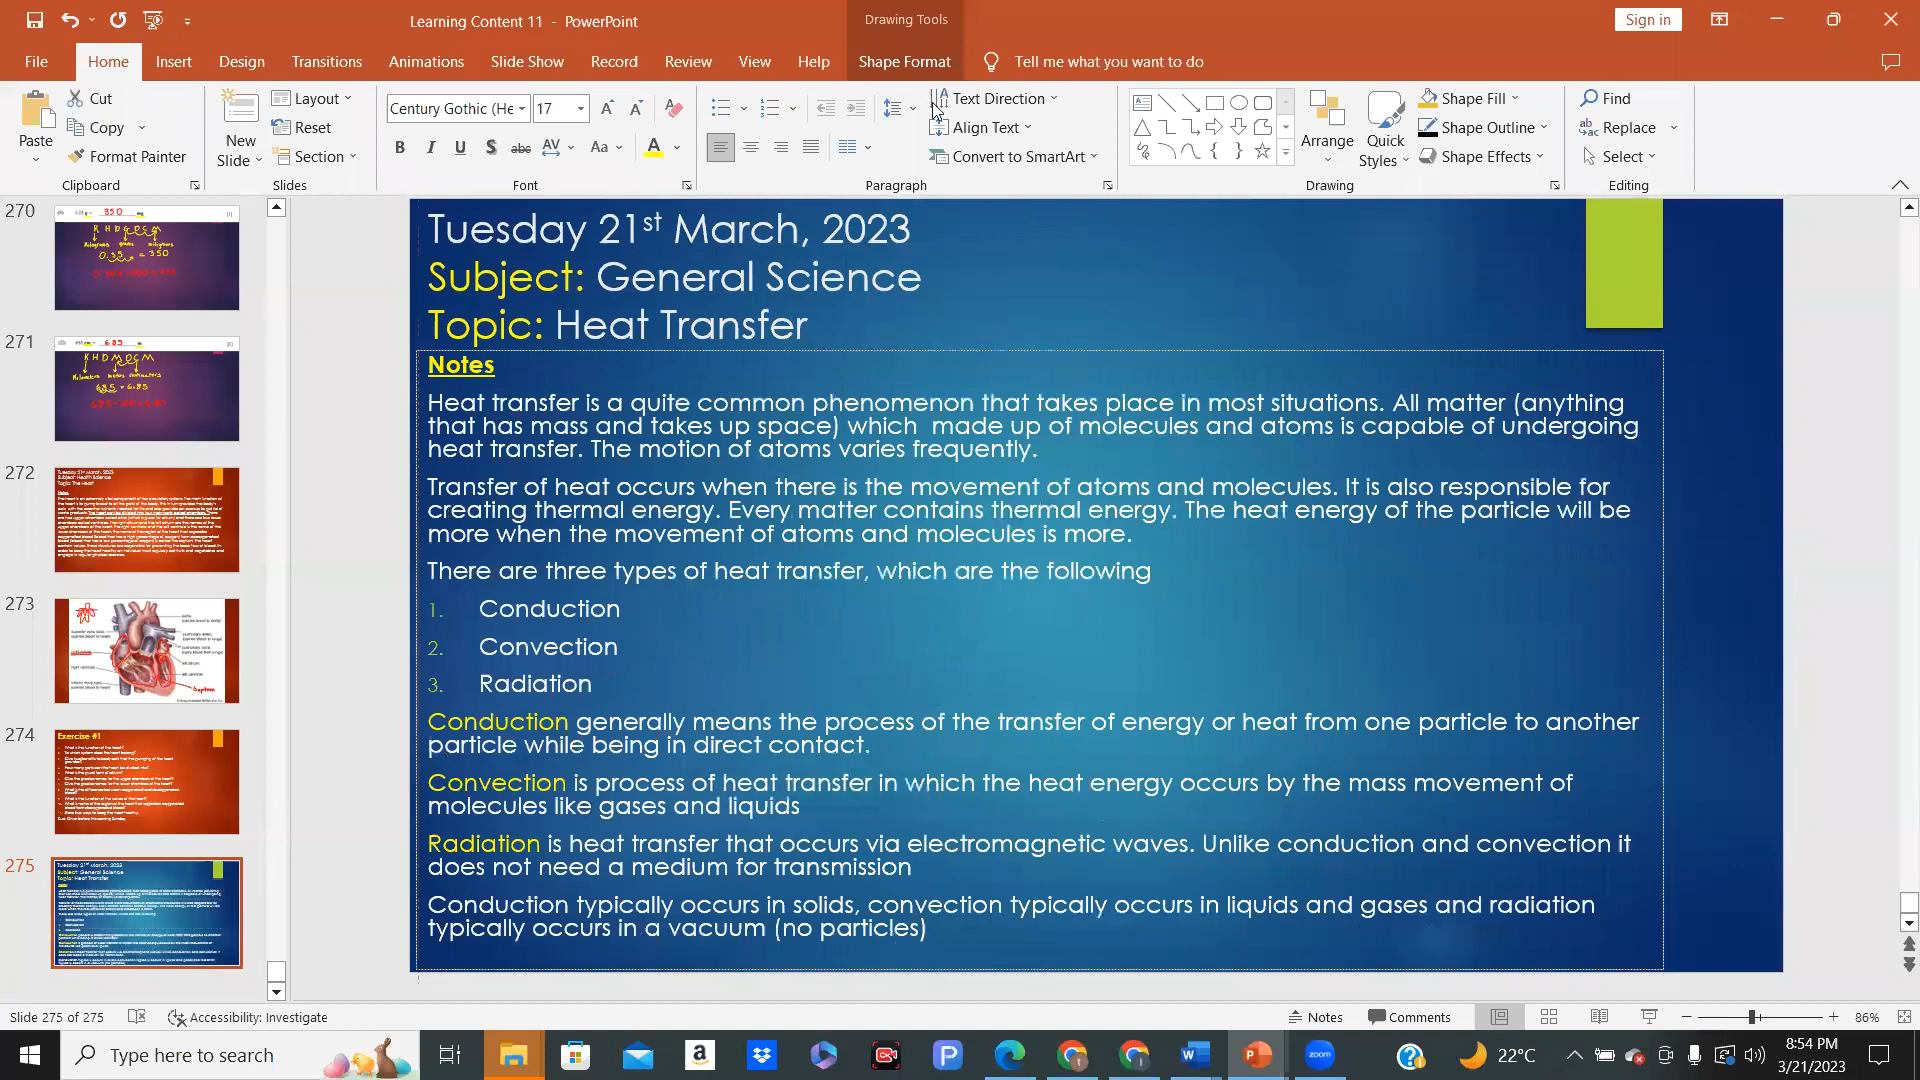 Learning Content 11 - PowerPoint
Drawing Tools
Sign in
File Home Insert Design Transitions Animations Slide Show Record Review View Help Shape Format Tell me what you want to do
Paste
Cut
Copy
Format Painter
Clipboard
New Slide
Layout
Reset
Section
Slides
Century Gothic (He 17
B I U S abc AV Aa A
Font
Text Direction
Align Text
Convert to SmartArt
Paragraph
Arrange
Quick Styles
Shape Fill
Shape Outline
Shape Effects
Drawing
Find
Replace
Select
Editing
270
271
272
273
274
Exercise #1
275
Tuesday 21st March, 2023
Subject: General Science
Topic: Heat Transfer
Notes
Heat transfer is a quite common phenomenon that takes place in most situations. All matter (anything
that has mass and takes up space) which made up of molecules and atoms is capable of undergoing
heat transfer. The motion of atoms varies frequently.
Transfer of heat occurs when there is the movement of atoms and molecules. It is also responsible for
creating thermal energy. Every matter contains thermal energy. The heat energy of the particle will be
more when the movement of atoms and molecules is more.
There are three types of heat transfer, which are the following
1. Conduction
2. Convection
3. Radiation
Conduction generally means the process of the transfer of energy or heat from one particle to another
particle while being in direct contact.
Convection is process of heat transfer in which the heat energy occurs by the mass movement of
molecules like gases and liquids
Radiation is heat transfer that occurs via electromagnetic waves. Unlike conduction and convection it
does not need a medium for transmission
Conduction typically occurs in solids, convection typically occurs in liquids and gases and radiation
typically occurs in a vacuum (no particles)
Slide 275 of 275 Accessibility: Investigate Notes Comments 86%
Type here to search
zoom
22°C
8:54 PM
3/21/2023